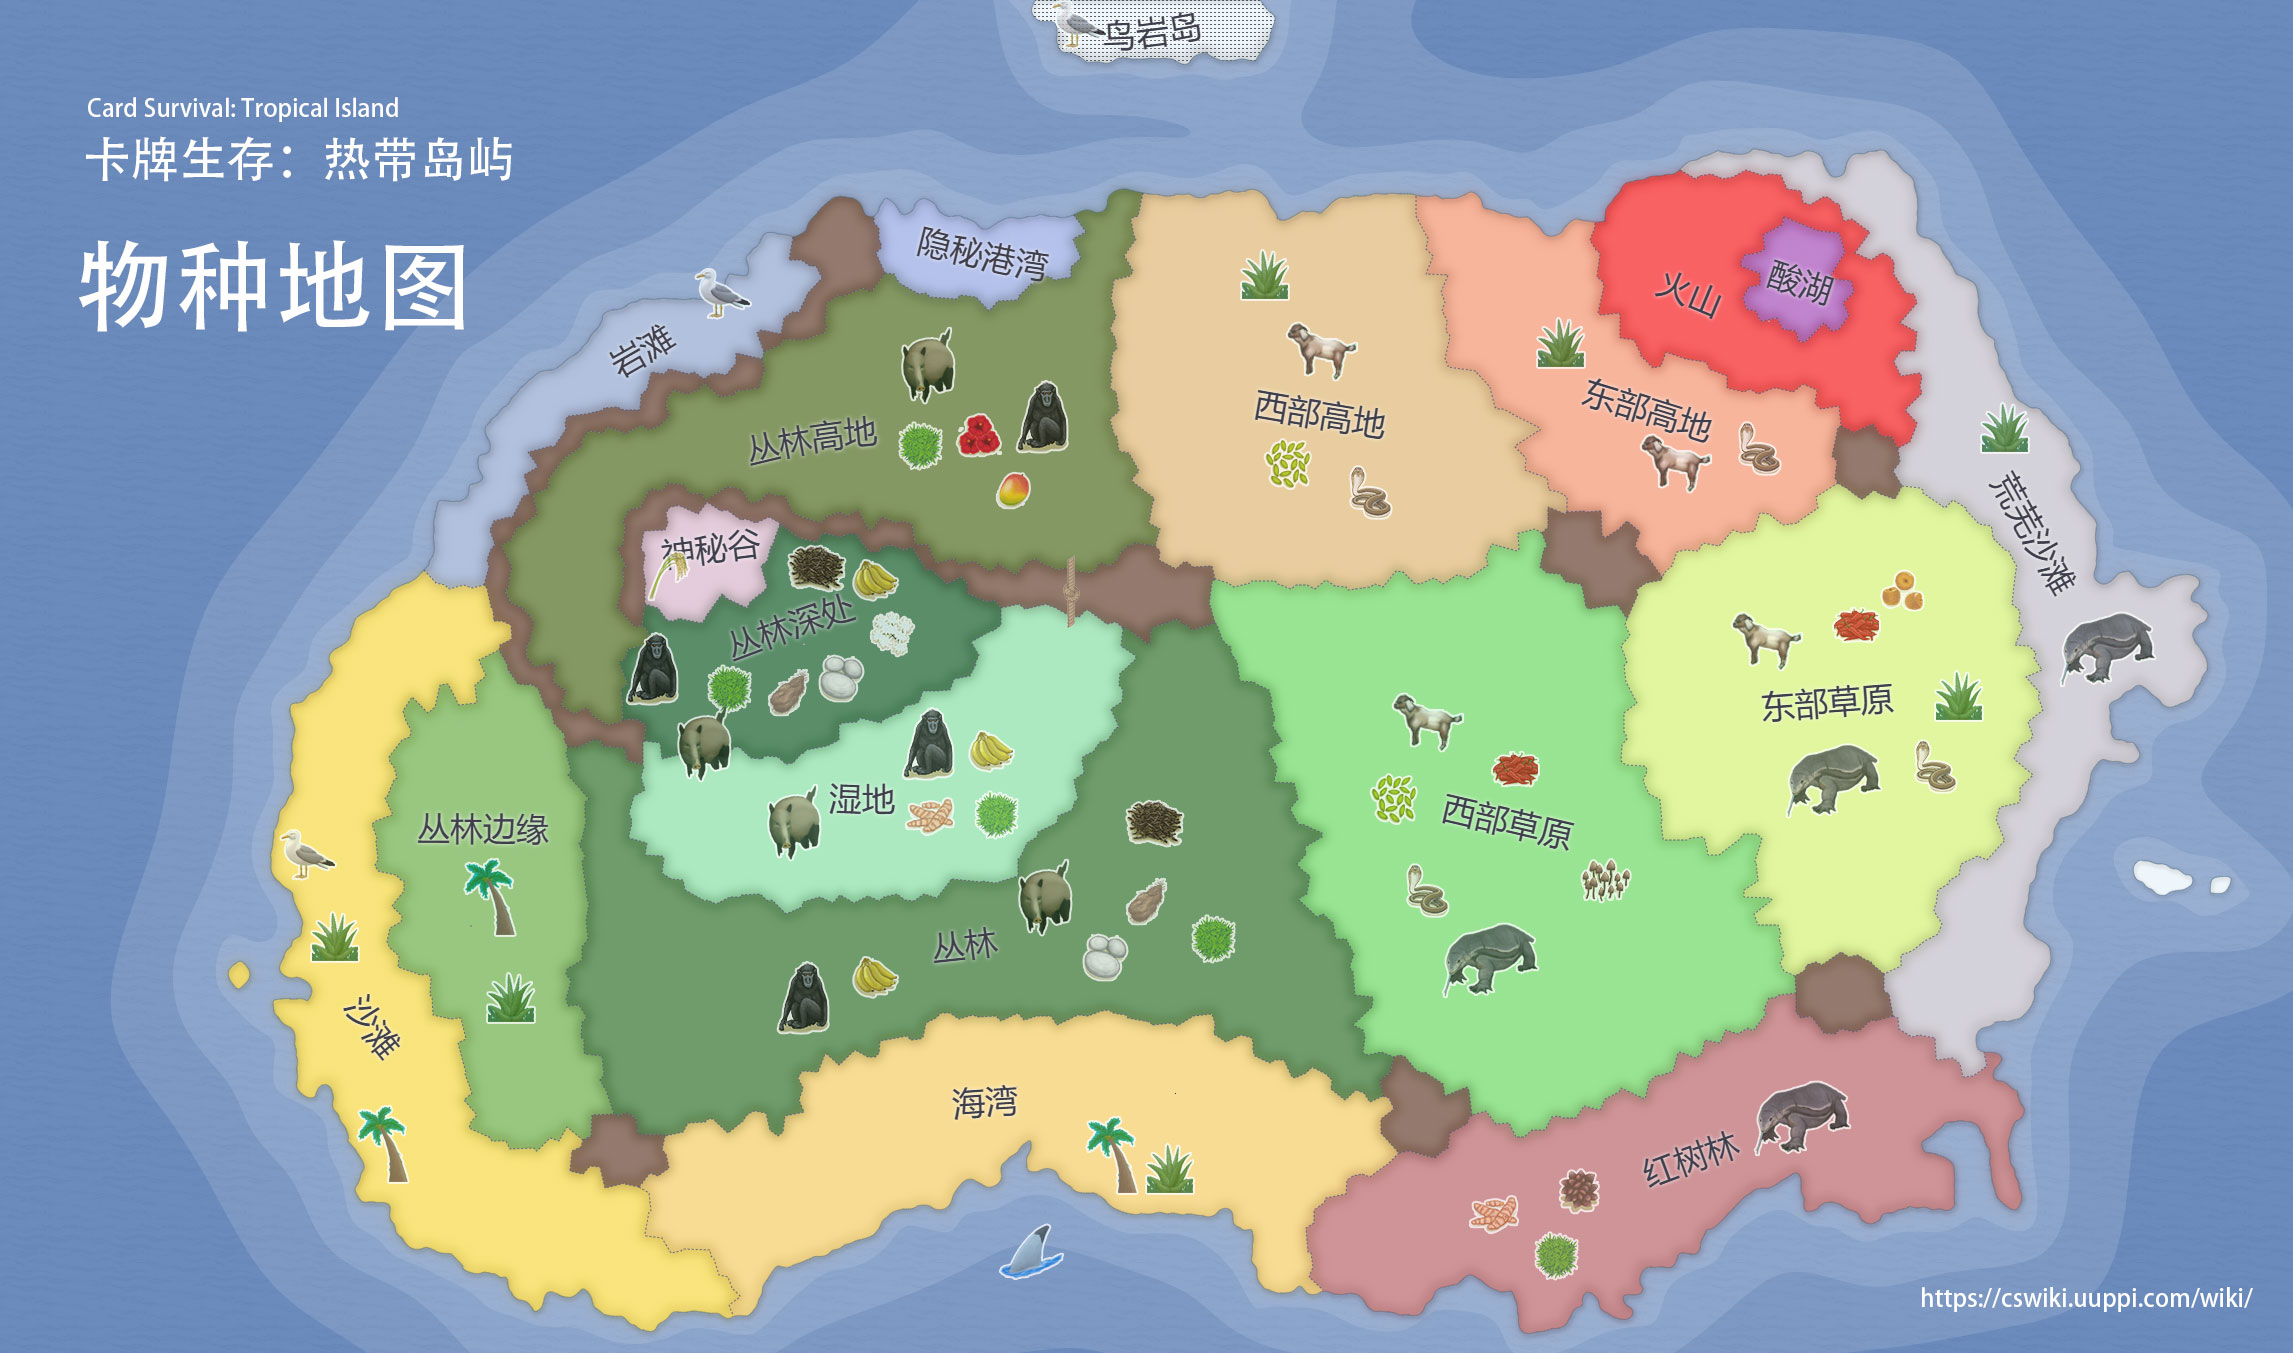 鸟岩岛
Card Survival: Tropical Island
卡牌生存：热带岛屿
物种地图
隐秘港湾
岩滩
火山
酸湖
丛林高地
西部高地
东部高地
荒芜沙滩
神秘谷
丛林深处
东部草原
湿地
丛林边缘
西部草原
丛林
沙滩
海湾
红树林
https://cswiki.uuppi.com/wiki/